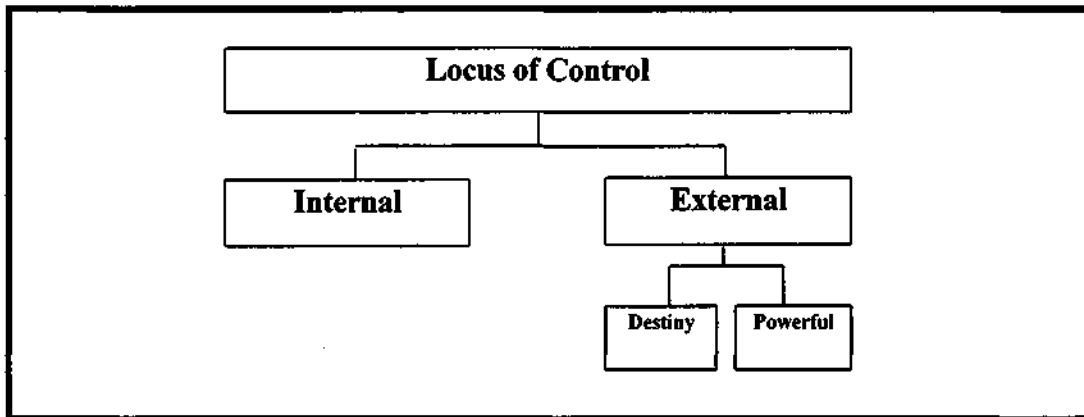 Locus of Control
Internal
External
Destiny
Powerful